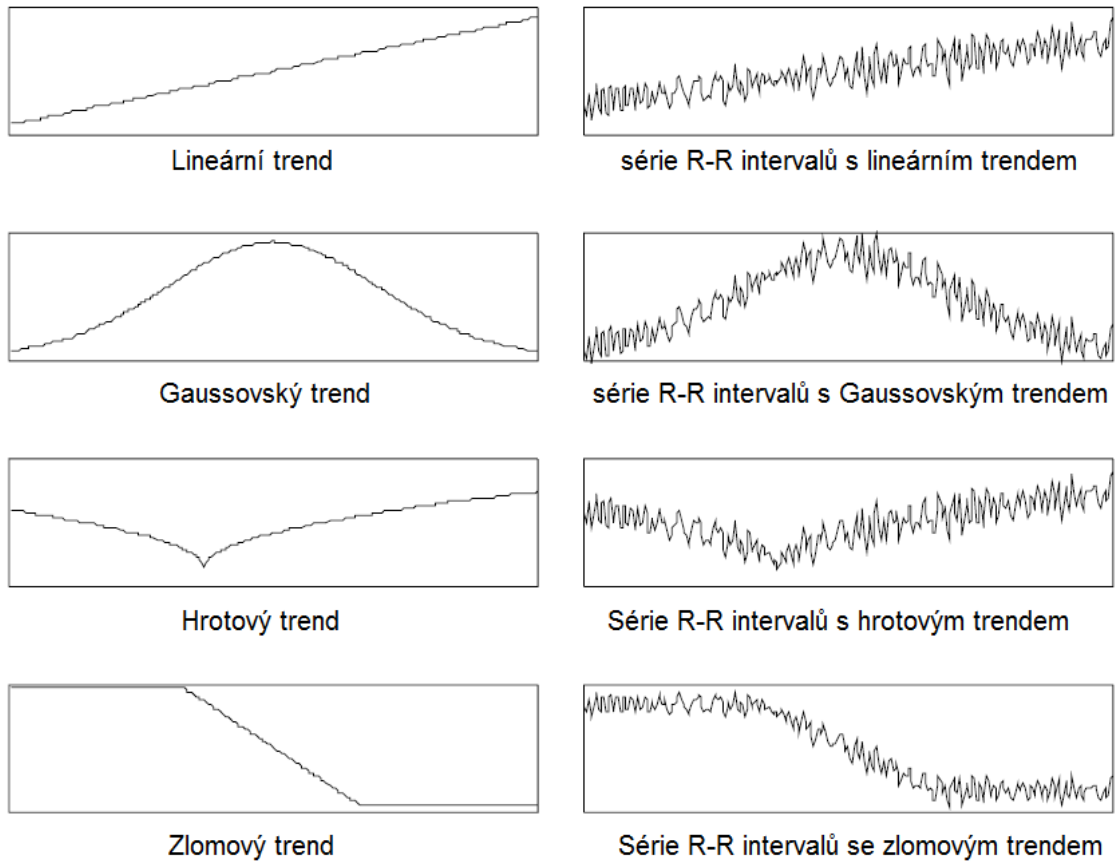 Lineární trend
série R-R intervalů s lineárním trendem
Gaussovský trend
série R-R intervalů s Gaussovským trendem
Hrotový trend
Série R-R intervalů s hrotovým trendem
Zlomový trend
Série R-R intervalů se zlomovým trendem